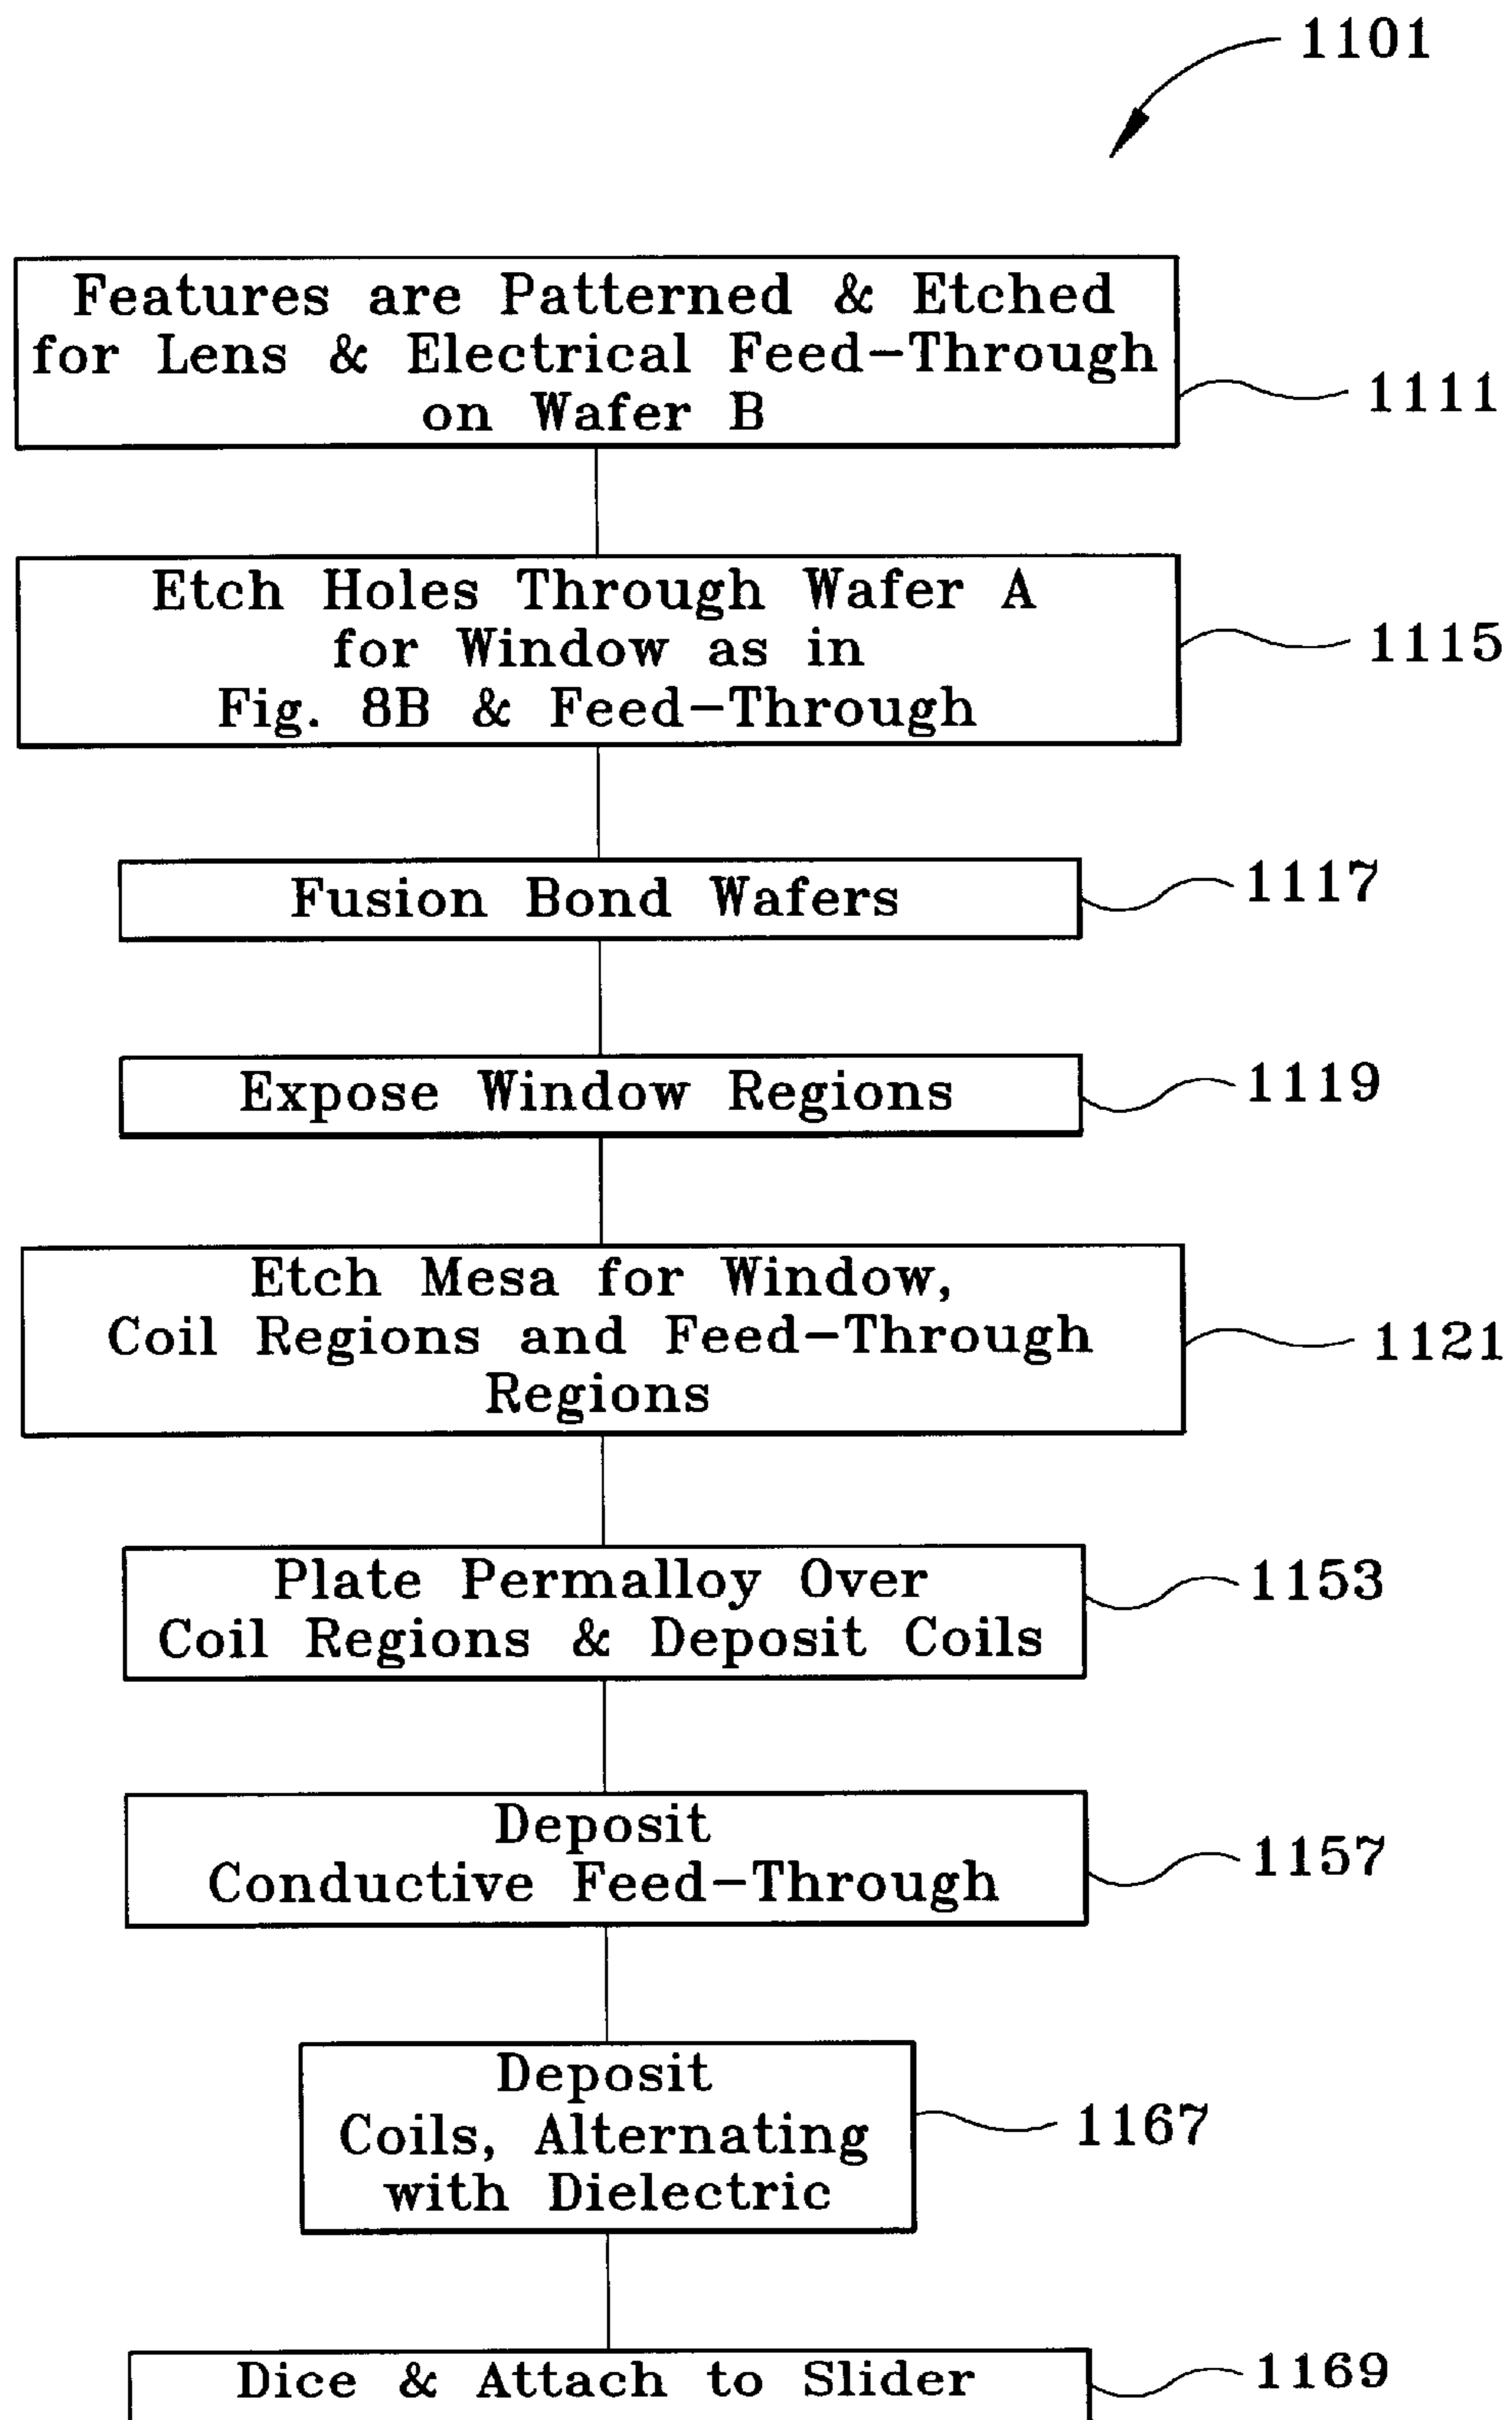 1101
Features are Patterned & Etched
for Lens & Electrical Feed-Through
on Wafer B
1111
Etch Holes Through Wafer A
for Window as in
Fig. 8B & Feed-Through
1115
Fusion Bond Wafers
1117
Expose Window Regions
1119
Etch Mesa for Window,
Coil Regions and Feed-Through
Regions
1121
Plate Permalloy Over
Coil Regions & Deposit Coils
1153
Deposit
Conductive Feed-Through
1157
Deposit
Coils, Alternating
with Dielectric
1167
Dice & Attach to Slider
1169